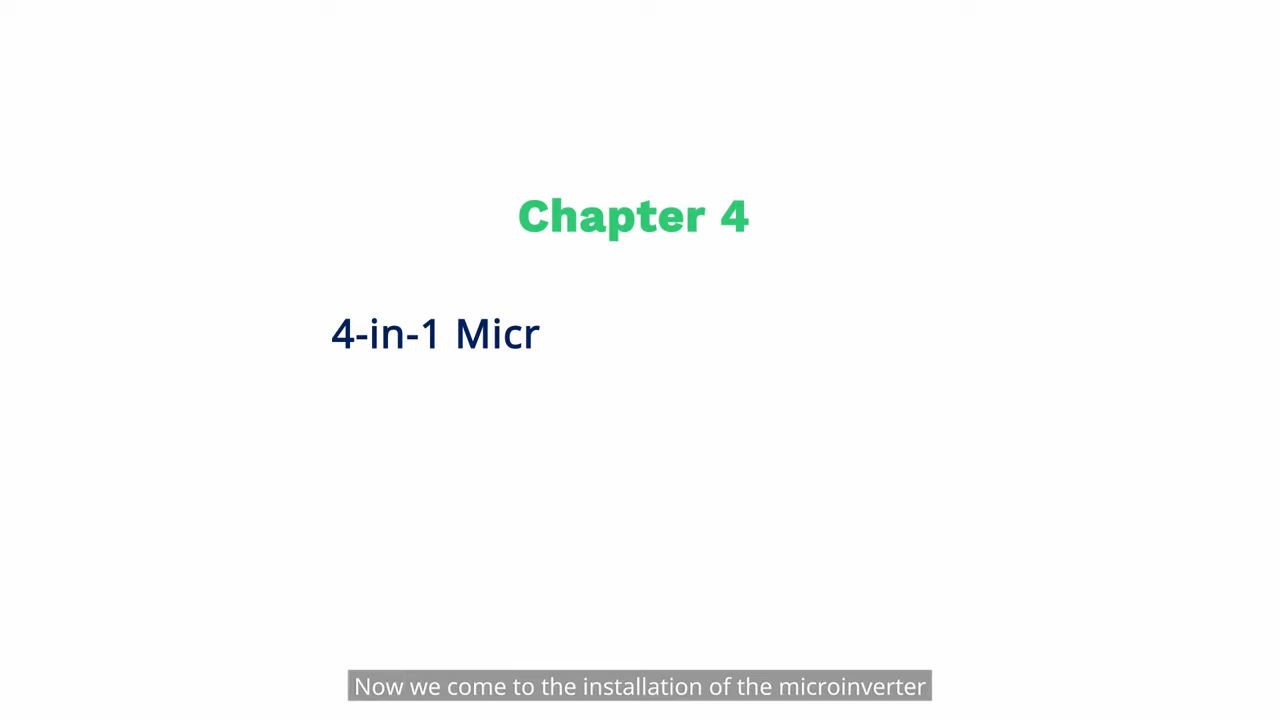 Chapter 4
4-in-1 Micr
Now we come to the installation of the microinverter